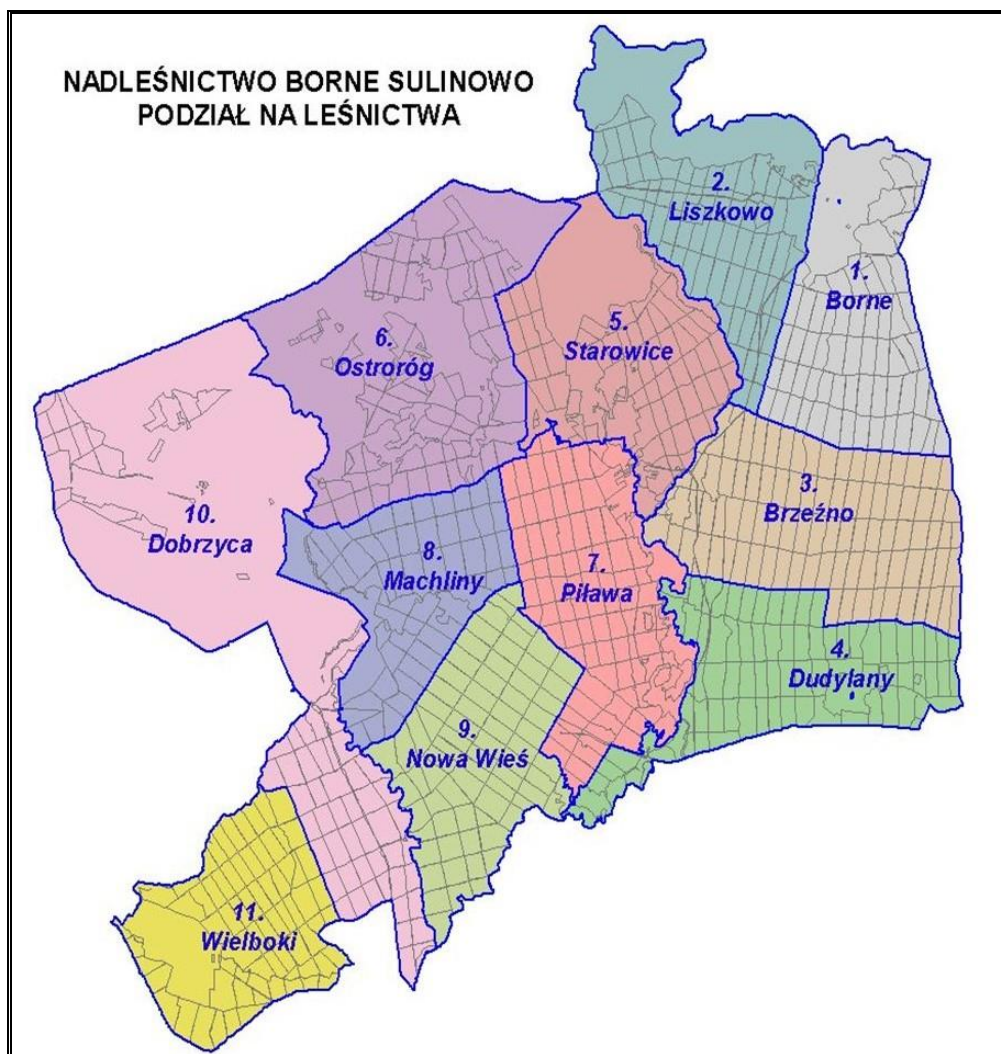 NADLEŚNICTWO BORNE SULINOWO
PODZIAŁ NA LEŚNICTWA
2.
Liszkowo
1.
Borne
5.
Starowice
6.
Ostroróg
3.
Brzeźno
10.
Dobrzyca
8.
Machliny
7.
Piława
4.
Dudylany
9.
Nowa Wieś
11.
Wielboki